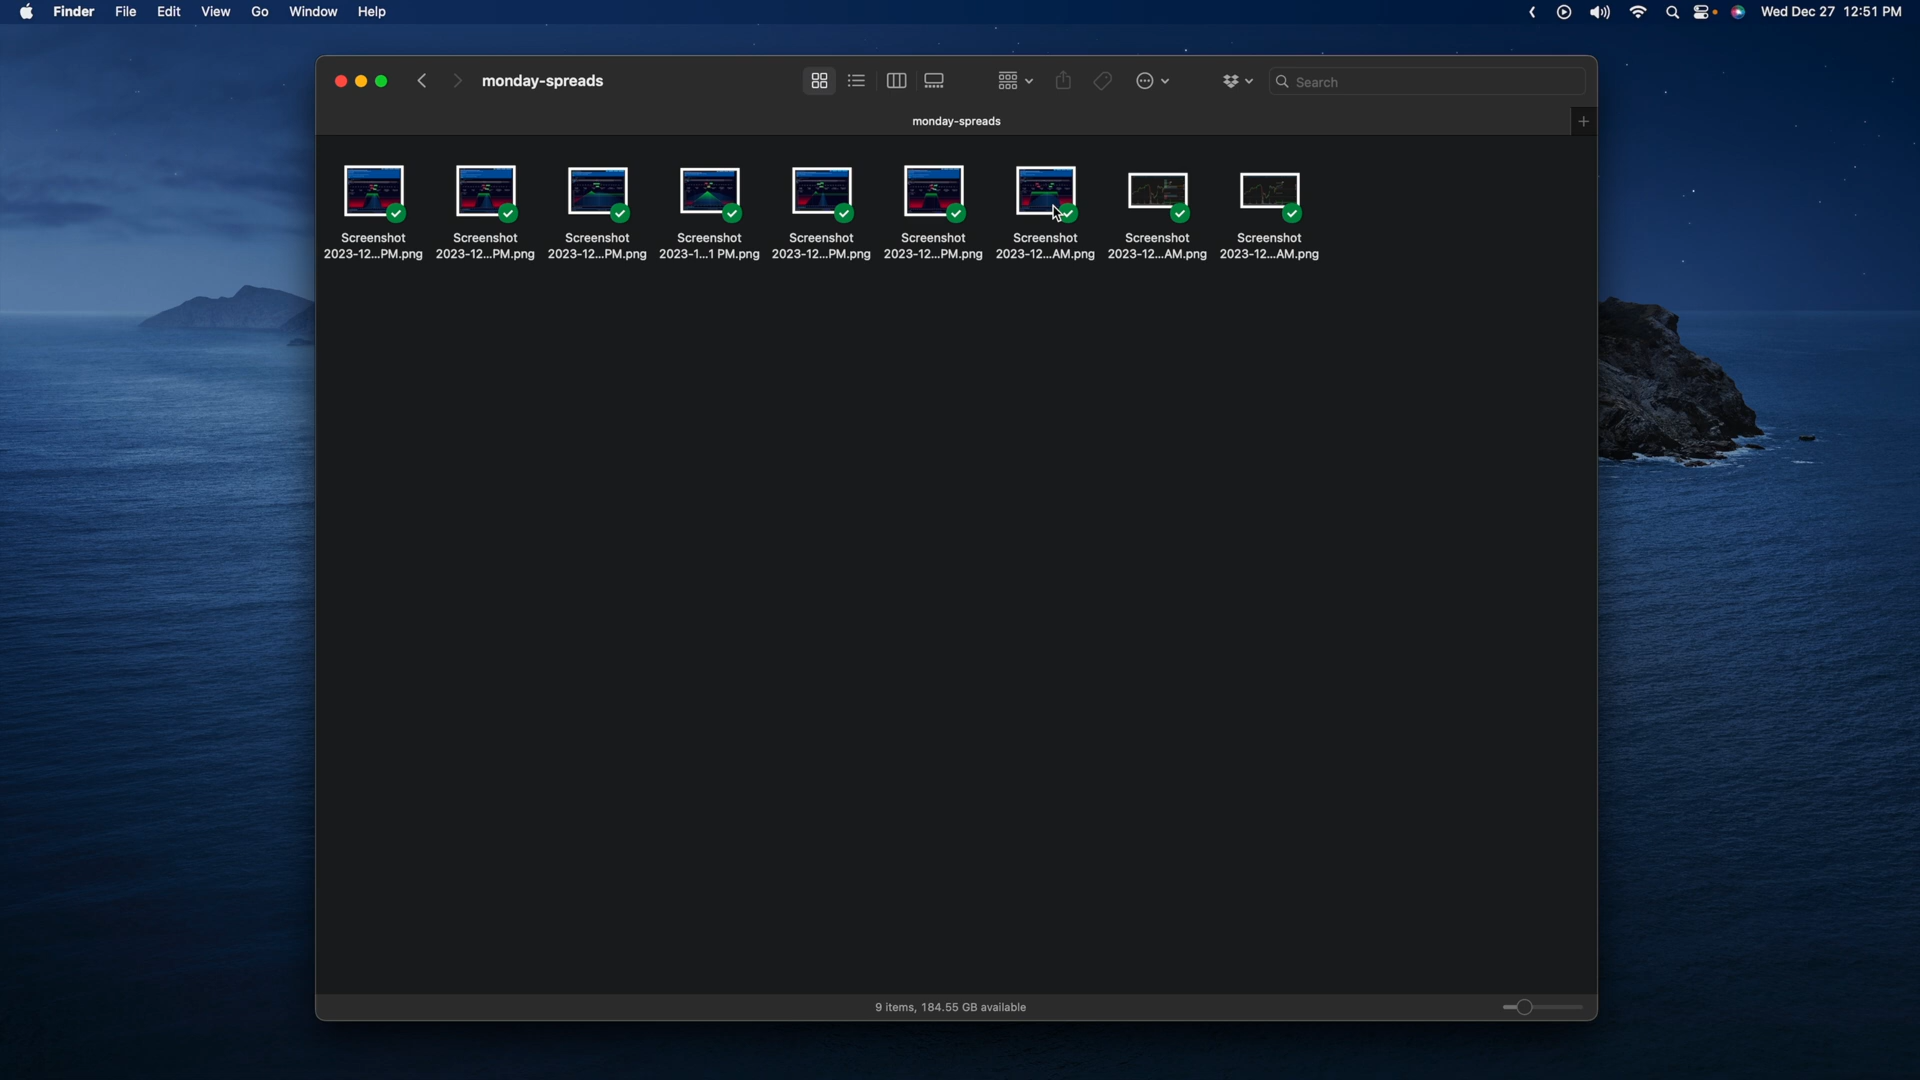 Finder File Edit View Go Window Help Wed Dec 27 12:51 PM
monday-spreads Search
monday-spreads
Screenshot 2023-12...PM.png
Screenshot 2023-12...PM.png
Screenshot 2023-12...PM.png
Screenshot 2023-1...1 PM.png
Screenshot 2023-12...PM.png
Screenshot 2023-12...PM.png
Screenshot 2023-12...AM.png
Screenshot 2023-12...AM.png
Screenshot 2023-12...AM.png
9 items, 184.55 GB available